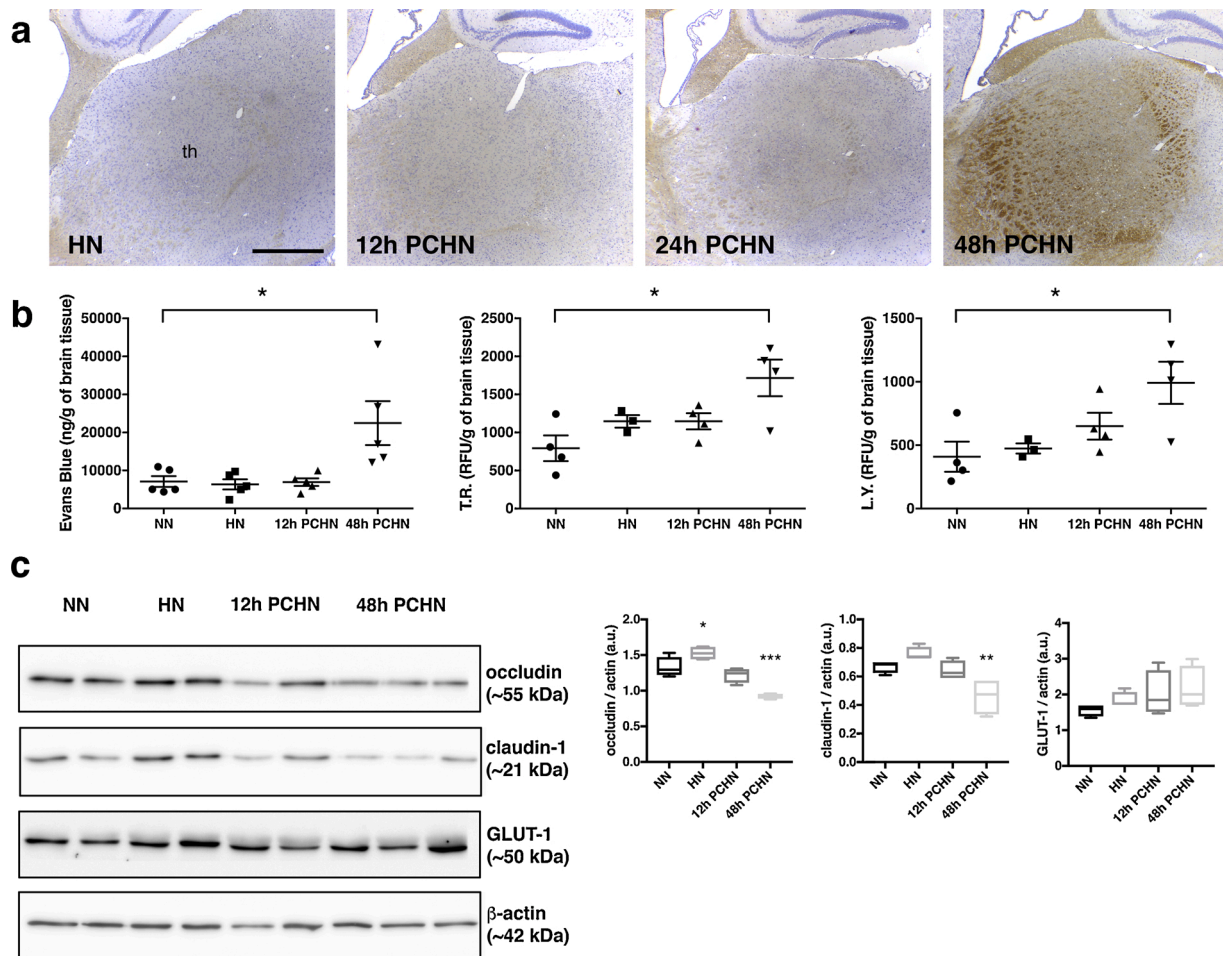 a
th
HN
12h PCHN
24h PCHN
48h PCHN
b
*
Evans Blue (ng/g of brain tissue)
50000
40000
30000
20000
10000
0
NN HN 12h PCHN 48h PCHN
*
T.R. (RFU/g of brain tissue)
2500
2000
1500
1000
500
0
NN HN 12h PCHN 48h PCHN
*
L.Y. (RFU/g of brain tissue)
1500
1000
500
0
NN HN 12h PCHN 48h PCHN
c
NN HN 12h PCHN 48h PCHN
occludin
(~55 kDa)
claudin-1
(~21 kDa)
GLUT-1
(~50 kDa)
β-actin
(~42 kDa)
occludin / actin (a.u.)
2.0
1.5
1.0
0.5
0.0
*
***
NN HN 12h PCHN 48h PCHN
claudin-1 / actin (a.u.)
1.0
0.8
0.6
0.4
0.2
0.0
**
NN HN 12h PCHN 48h PCHN
GLUT-1 / actin (a.u.)
4
3
2
1
0
NN HN 12h PCHN 48h PCHN